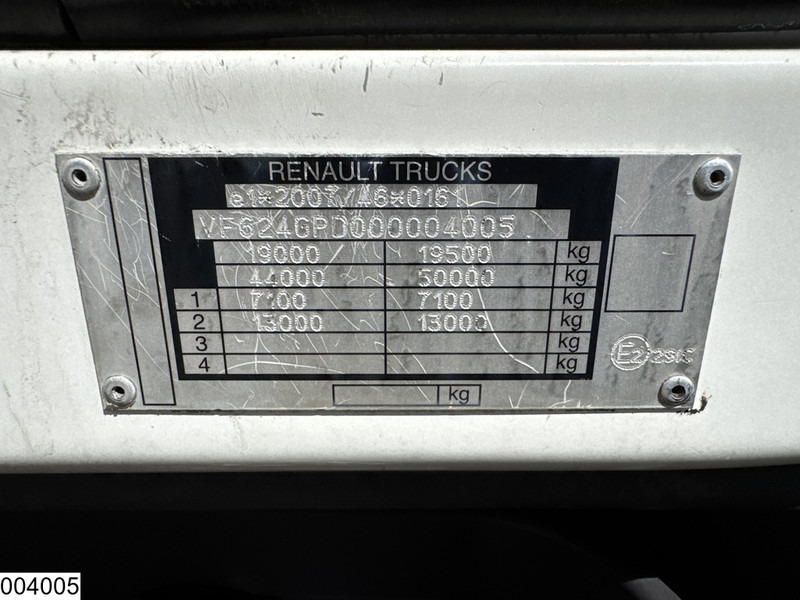 RENAULT TRUCKS
e1*2007/46*0161
VF624GPD000004005
19000 19500 kg
44000 50000 kg
1 7100 7100 kg
2 13000 13000 kg
3 kg
4 kg
kg
E2
004005